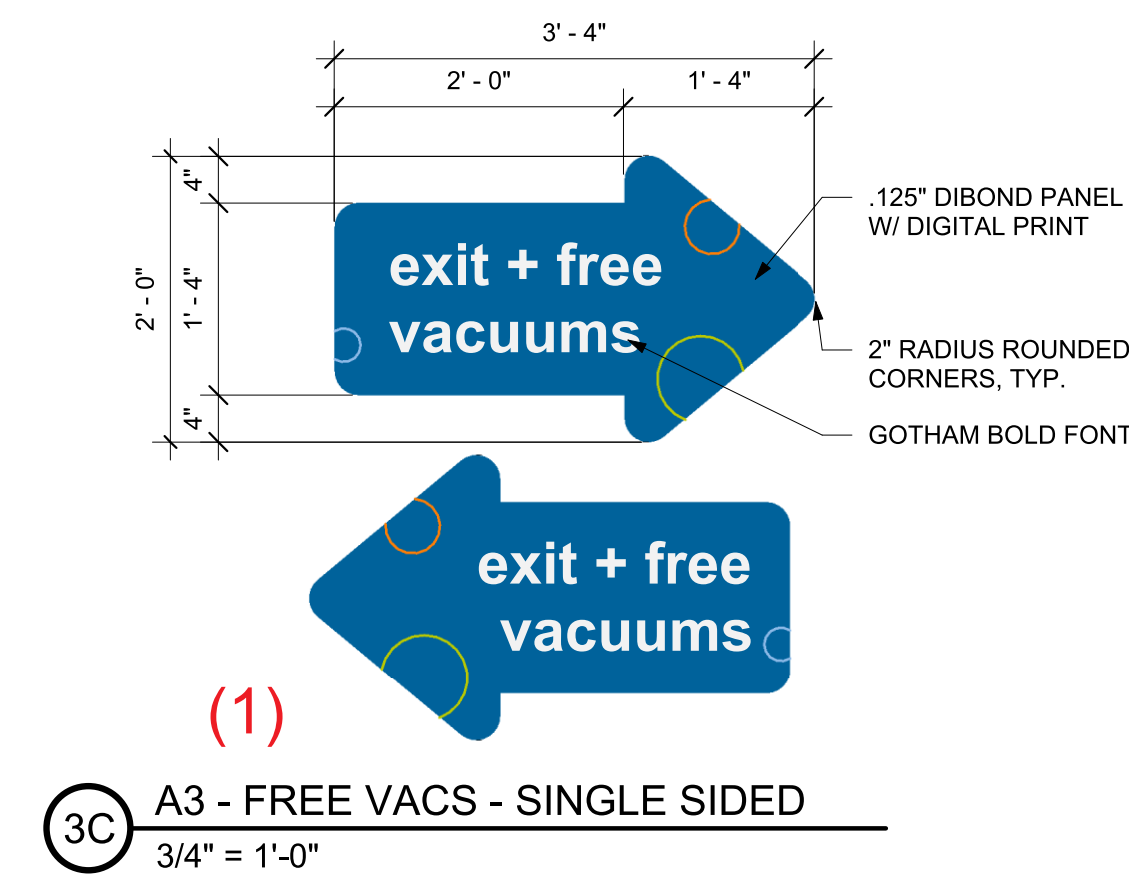 3' - 4"
2' - 0"
1' - 4"
4"
2' - 0"
1' - 4"
4"
exit + free
vacuums
.125" DIBOND PANEL
W/ DIGITAL PRINT
2" RADIUS ROUNDED
CORNERS, TYP.
GOTHAM BOLD FONT
exit + free
vacuums
(1)
3C
A3 - FREE VACS - SINGLE SIDED
3/4" = 1'-0"